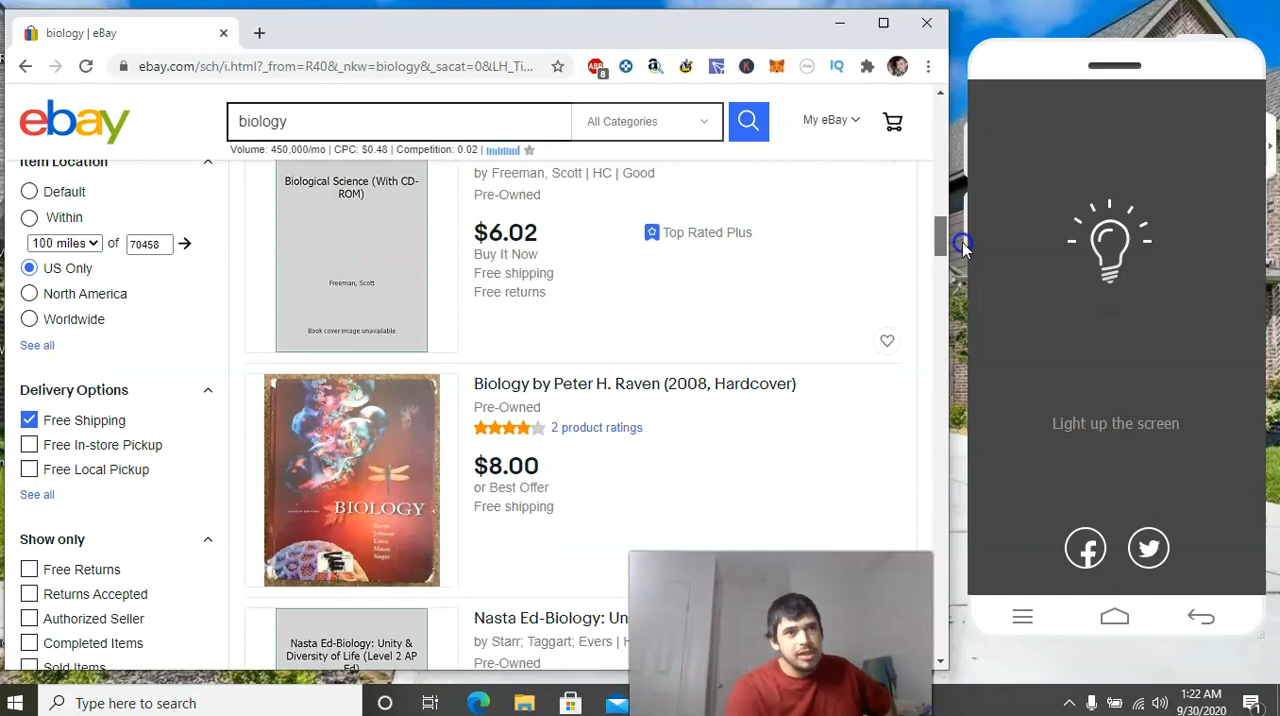 biology | eBay
ebay.com/sch/i.html?_from=R40&_nkw=biology&_sacat=0&LH_Ti...
8
ebay
biology
All Categories
My eBay
Volume: 450,000/mo | CPC: $0.48 | Competition: 0.02 |
Item Location
Default
Within
100 miles of 70458
US Only
North America
Worldwide
See all
Delivery Options
Free Shipping
Free In-store Pickup
Free Local Pickup
See all
Show only
Free Returns
Returns Accepted
Authorized Seller
Completed Items
Sold Items
Biological Science (With CD-
ROM)
Freeman, Scott
Book cover image unavailable
by Freeman, Scott | HC | Good
Pre-Owned
$6.02
Top Rated Plus
Buy It Now
Free shipping
Free returns
BIOLOGY
Raven
Johnson
Losos
Mason
Singer
Biology by Peter H. Raven (2008, Hardcover)
Pre-Owned
2 product ratings
$8.00
or Best Offer
Free shipping
Nasta Ed-Biology: Unity &
Diversity of Life (Level 2 AP
Ed)
Nasta Ed-Biology: Un
by Starr; Taggart; Evers | H
Pre-Owned
Light up the screen
Type here to search
1:22 AM
9/30/2020
1